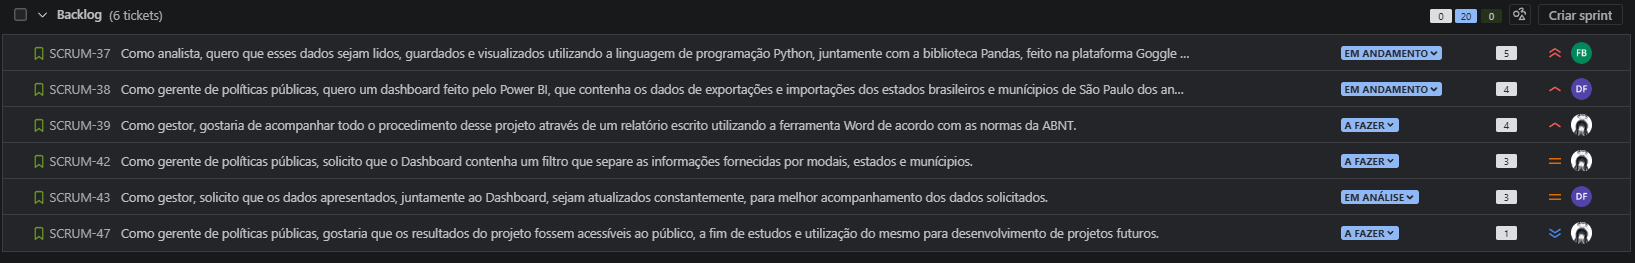 Backlog (6 tickets) 0 20 0 Criar sprint
SCRUM-37 Como analista, quero que esses dados sejam lidos, guardados e visualizados utilizando a linguagem de programação Python, juntamente com a biblioteca Pandas, feito na plataforma Goggle ... EM ANDAMENTO 5 FB
SCRUM-38 Como gerente de políticas públicas, quero um dashboard feito pelo Power BI, que contenha os dados de exportações e importações dos estados brasileiros e munícipios de São Paulo dos an... EM ANDAMENTO 4 DF
SCRUM-39 Como gestor, gostaria de acompanhar todo o procedimento desse projeto através de um relatório escrito utilizando a ferramenta Word de acordo com as normas da ABNT. A FAZER 4
SCRUM-42 Como gerente de políticas públicas, solicito que o Dashboard contenha um filtro que separe as informações fornecidas por modais, estados e munícipios. A FAZER 3
SCRUM-43 Como gestor, solicito que os dados apresentados, juntamente ao Dashboard, sejam atualizados constantemente, para melhor acompanhamento dos dados solicitados. EM ANÁLISE 3 DF
SCRUM-47 Como gerente de políticas públicas, gostaria que os resultados do projeto fossem acessíveis ao público, a fim de estudos e utilização do mesmo para desenvolvimento de projetos futuros. A FAZER 1